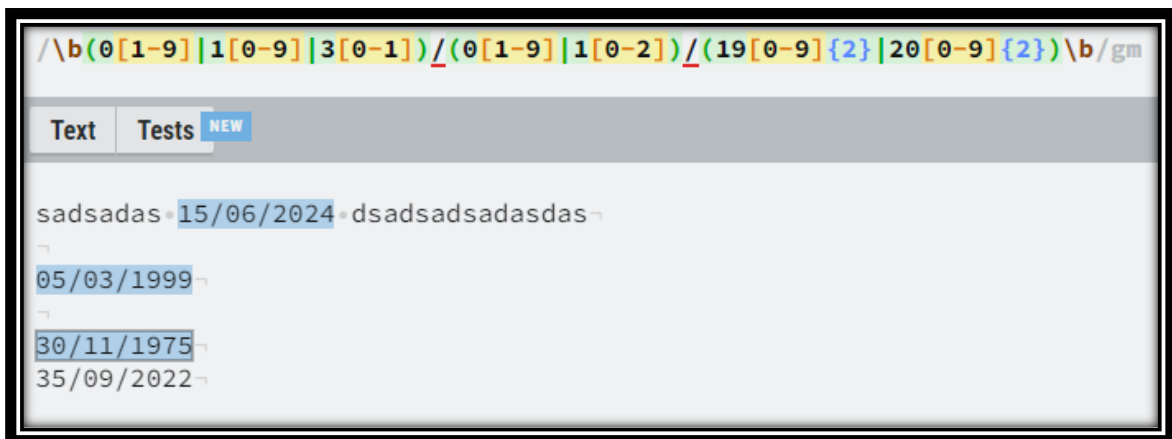 /\b(0[1-9]|1[0-9]|3[0-1])/(0[1-9]|1[0-2])/(19[0-9]{2}|20[0-9]{2})\b/gm
Text Tests NEW
sadsadas•15/06/2024•dsadsadsadasdas¬
¬
05/03/1999¬
¬
30/11/1975¬
35/09/2022¬